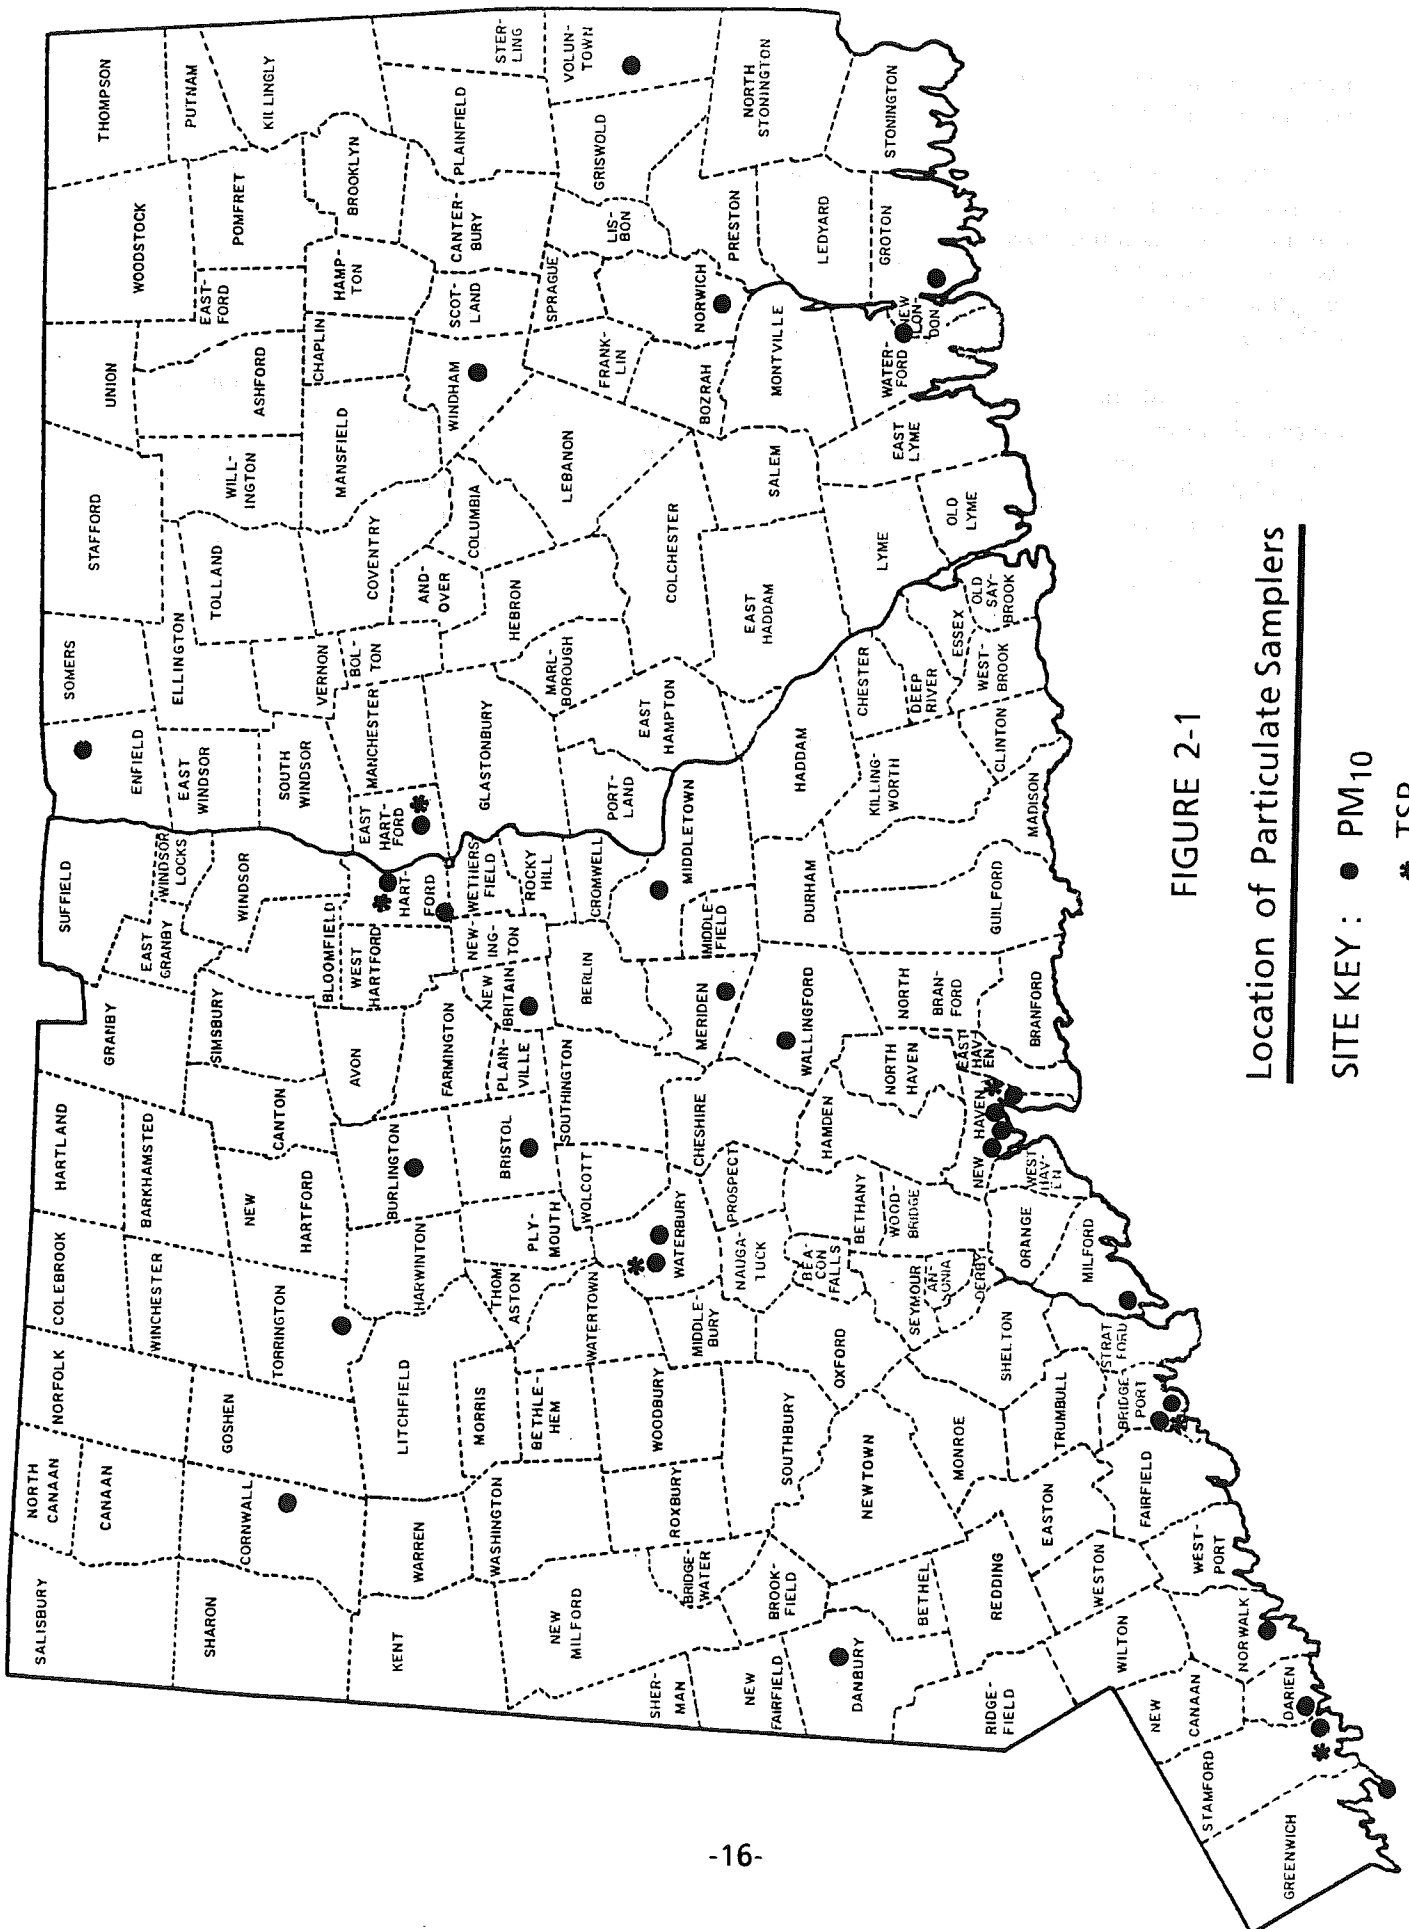 SALISBURY
NORTH
CANAAN
NORFOLK
COLEBROOK
HARTLAND
GRANBY
SUFFIELD
ENFIELD
SOMERS
STAFFORD
UNION
WOODSTOCK
THOMPSON
CANAAN
WINCHESTER
BARKHAMSTED
EAST
GRANBY
WINDSOR
LOCKS
EAST
WINDSOR
ELLINGTON
PUTNAM
SHARON
CORNWALL
GOSHEN
TORRINGTON
NEW
HARTFORD
CANTON
SIMSBURY
WINDSOR
SOUTH
WINDSOR
TOLLAND
WILL-
INGTON
ASHFORD
EAST-
FORD
POMFRET
KILLINGLY
BLOOMFIELD
VERNON
CHAPLIN
KENT
WARREN
LITCHFIELD
HARWINTON
BURLINGTON
AVON
WEST
HARTFORD
HART-
FORD
EAST
HART-
FORD
MANCHESTER
BOL-
TON
COVENTRY
MANSFIELD
HAMP-
TON
BROOKLYN
AND-
OVER
WASHINGTON
MORRIS
THOM
ASTON
PLY-
MOUTH
BRISTOL
FARMINGTON
PLAIN-
VILLE
NEW
BRITAIN
NEW-
ING-
TON
WETHERS
FIELD
ROCKY
HILL
GLASTONBURY
HEBRON
COLUMBIA
WINDHAM
SCOT-
LAND
CANTER-
BURY
PLAINFIELD
STER-
LING
NEW
MILFORD
BETHLE-
HEM
WATERTOWN
WOLCOTT
SOUTHINGTON
BERLIN
CROMWELL
PORT-
LAND
MARL-
BOROUGH
LEBANON
FRANK-
LIN
SPRAGUE
LIS-
BON
GRISWOLD
VOLUN-
TOWN
SHER-
MAN
BRIDGE-
WATER
ROXBURY
WOODBURY
MIDDLE-
BURY
WATERBURY
CHESHIRE
MERIDEN
MIDDLE-
FIELD
MIDDLETOWN
EAST
HAMPTON
COLCHESTER
BOZRAH
NORWICH
PRESTON
NORTH
STONINGTON
NEW
FAIRFIELD
BROOK-
FIELD
SOUTHBURY
NAUGA-
TUCK
PROSPECT
WALLINGFORD
DURHAM
HADDAM
EAST
HADDAM
SALEM
MONTVILLE
LEDYARD
DANBURY
BETHEL
NEWTOWN
OXFORD
BEA-
CON
FALLS
BETHANY
HAMDEN
NORTH
HAVEN
NORTH
BRAN-
FORD
KILLING-
WORTH
CHESTER
DEEP
RIVER
LYME
EAST
LYME
WATER-
FORD
NEW
LON-
DON
GROTON
STONINGTON
RIDGE-
FIELD
REDDING
MONROE
SEYMOUR
AN-
SONIA
DERBY
WOOD-
BRIDGE
NEW
HAVEN
EAST
HAV-
EN
BRANFORD
GUILFORD
MADISON
CLINTON
WEST-
BROOK
ESSEX
OLD
SAY-
BROOK
OLD
LYME
SHELTON
ORANGE
WEST
HAV-
EN
EASTON
TRUMBULL
STRAT
FORD
MILFORD
WILTON
WESTON
FAIRFIELD
BRIDGE-
PORT
NEW
CANAAN
NORWALK
WEST-
PORT
STAMFORD
DARIEN
GREENWICH
FIGURE 2-1
Location of Particulate Samplers
SITE KEY : ● PM10
✱ TSP
-16-